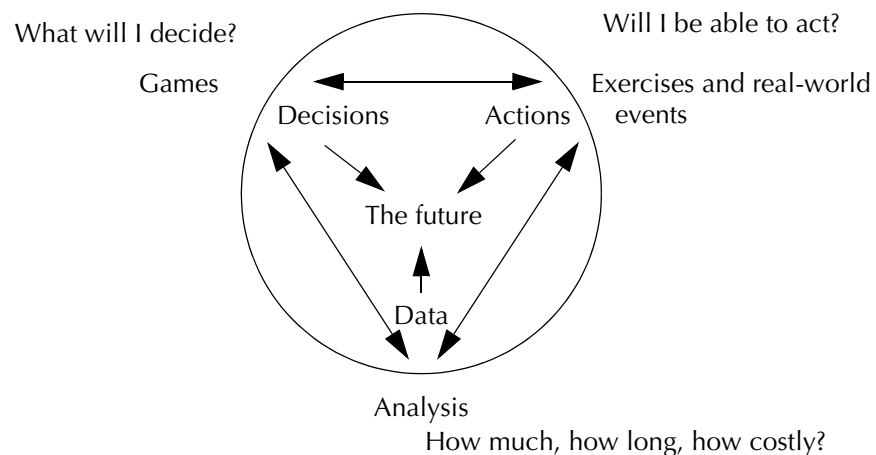 What will I decide?
Will I be able to act?
Games
Exercises and real-world
events
Decisions
Actions
The future
Data
Analysis
How much, how long, how costly?